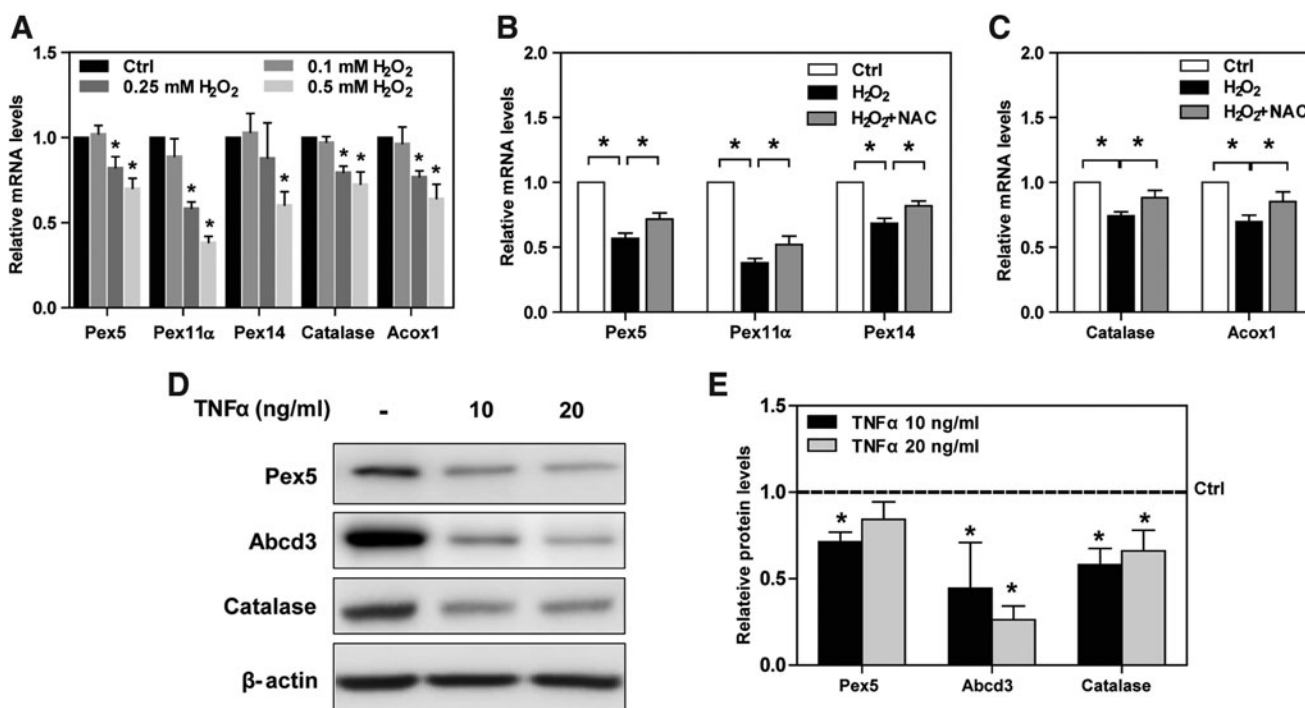 A
Relative mRNA levels
1.5
1.0
0.5
0.0
Ctrl
0.1 mM H₂O₂
0.25 mM H₂O₂
0.5 mM H₂O₂
* * * * * * * * *
Pex5 Pex11α Pex14 Catalase Acox1
B
Relative mRNA levels
2.0
1.5
1.0
0.5
0.0
Ctrl
H₂O₂
H₂O₂+NAC
* * * * * *
Pex5 Pex11α Pex14
C
Relative mRNA levels
2.0
1.5
1.0
0.5
0.0
Ctrl
H₂O₂
H₂O₂+NAC
* * * *
Catalase Acox1
D
TNFα (ng/ml) - 10 20
Pex5
Abcd3
Catalase
β-actin
E
Relateive protein levels
1.5
1.0
0.5
0.0
TNFα 10 ng/ml
TNFα 20 ng/ml
Ctrl
* * * * *
Pex5 Abcd3 Catalase